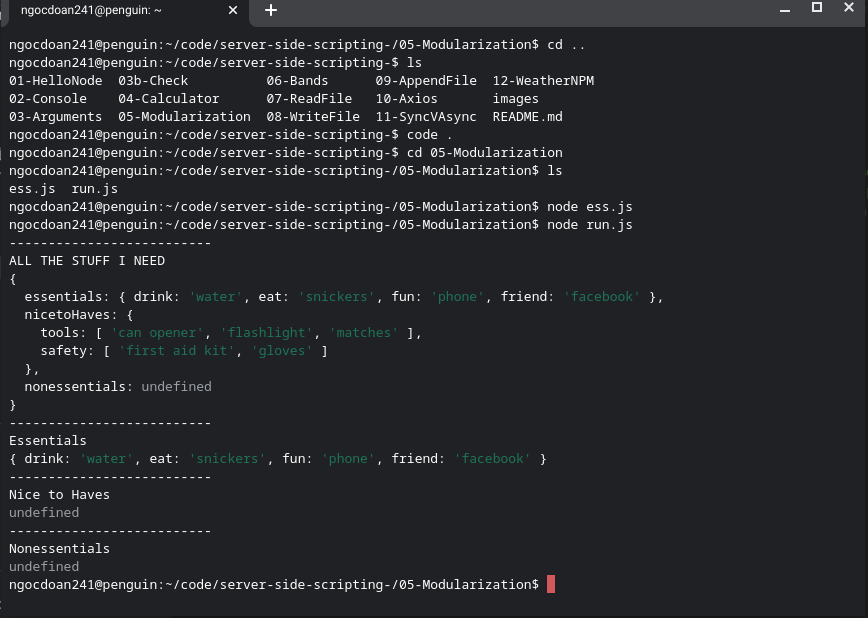 ngocdoan241@penguin: ~
ngocdoan241@penguin:~/code/server-side-scripting-/05-Modularization$ cd ..
ngocdoan241@penguin:~/code/server-side-scripting-$ ls
01-HelloNode  03b-Check          06-Bands      09-AppendFile  12-WeatherNPM
02-Console    04-Calculator      07-ReadFile   10-Axios       images
03-Arguments  05-Modularization  08-WriteFile  11-SyncVAsync  README.md
ngocdoan241@penguin:~/code/server-side-scripting-$ code .
ngocdoan241@penguin:~/code/server-side-scripting-$ cd 05-Modularization
ngocdoan241@penguin:~/code/server-side-scripting-/05-Modularization$ ls
ess.js  run.js
ngocdoan241@penguin:~/code/server-side-scripting-/05-Modularization$ node ess.js
ngocdoan241@penguin:~/code/server-side-scripting-/05-Modularization$ node run.js
--------------------------
ALL THE STUFF I NEED
{
  essentials: { drink: 'water', eat: 'snickers', fun: 'phone', friend: 'facebook' },
  nicetoHaves: {
    tools: [ 'can opener', 'flashlight', 'matches' ],
    safety: [ 'first aid kit', 'gloves' ]
  },
  nonessentials: undefined
}
--------------------------
Essentials
{ drink: 'water', eat: 'snickers', fun: 'phone', friend: 'facebook' }
--------------------------
Nice to Haves
undefined
--------------------------
Nonessentials
undefined
ngocdoan241@penguin:~/code/server-side-scripting-/05-Modularization$